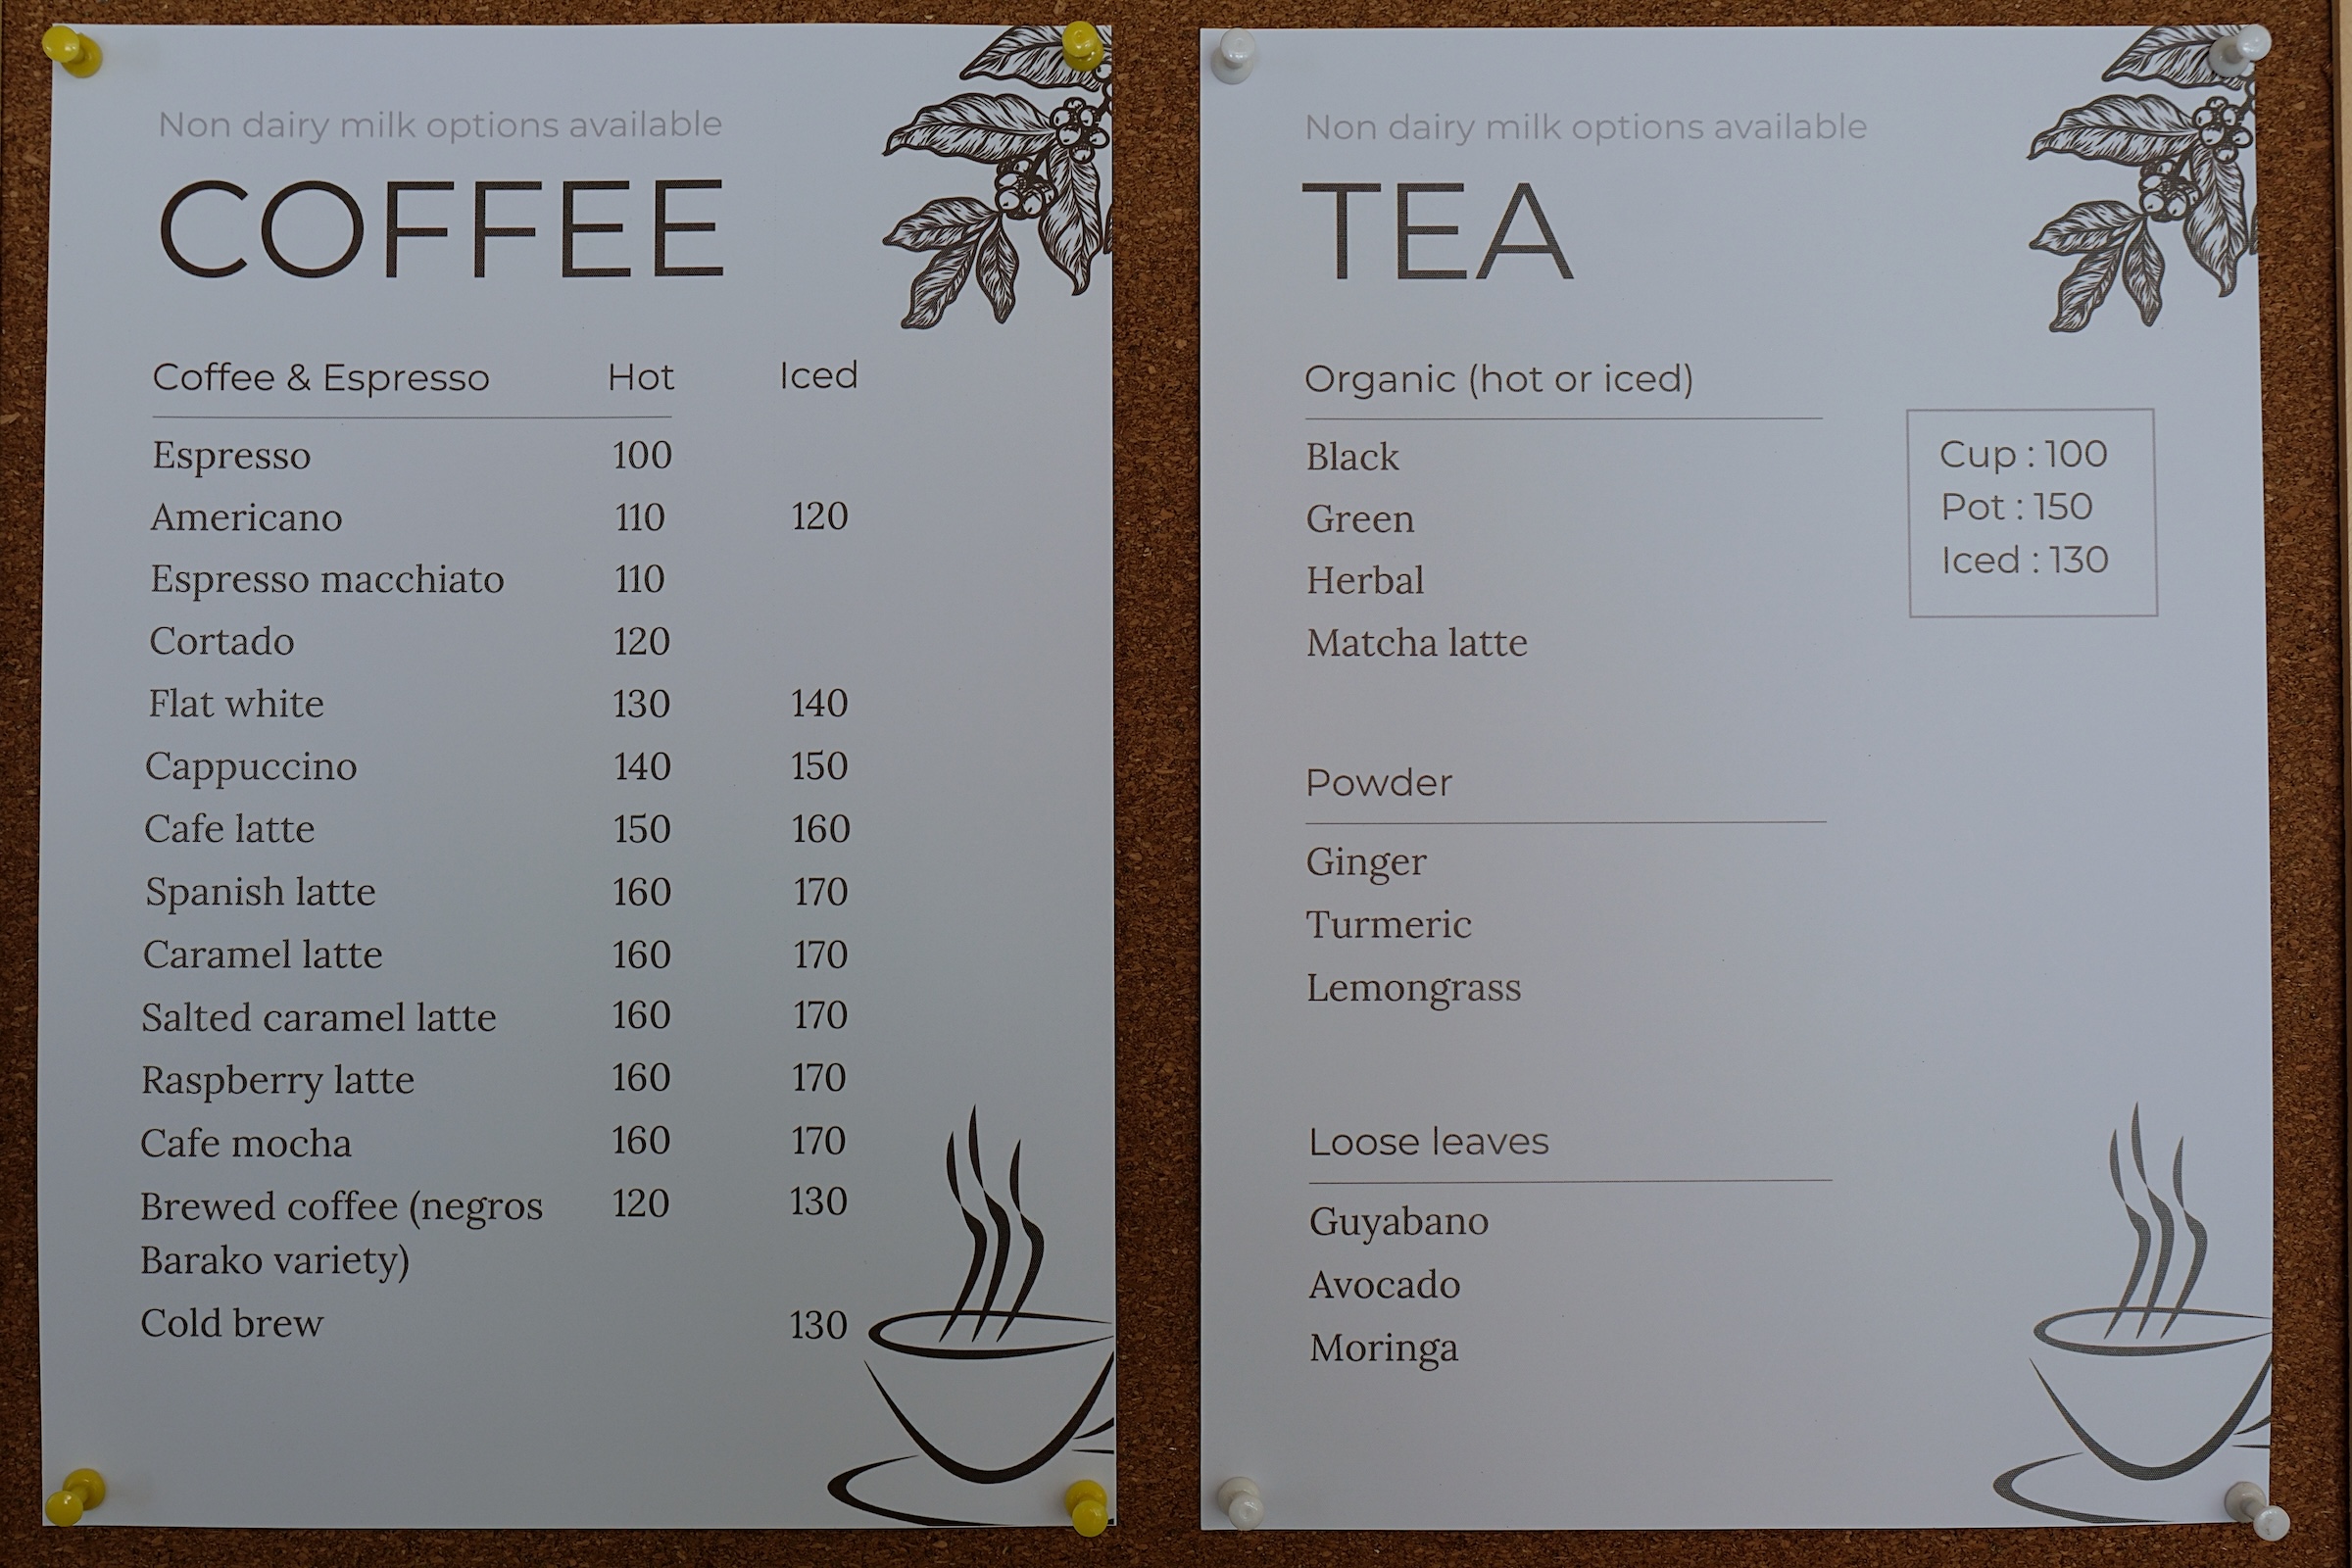 Non dairy milk options available
COFFEE
Coffee & Espresso Hot Iced
Espresso 100
Americano 110 120
Espresso macchiato 110
Cortado 120
Flat white 130 140
Cappuccino 140 150
Cafe latte 150 160
Spanish latte 160 170
Caramel latte 160 170
Salted caramel latte 160 170
Raspberry latte 160 170
Cafe mocha 160 170
Brewed coffee (negros 120 130
Barako variety)
Cold brew 130
Non dairy milk options available
TEA
Organic (hot or iced)
Black
Green
Herbal
Matcha latte
Cup : 100
Pot : 150
Iced : 130
Powder
Ginger
Turmeric
Lemongrass
Loose leaves
Guyabano
Avocado
Moringa